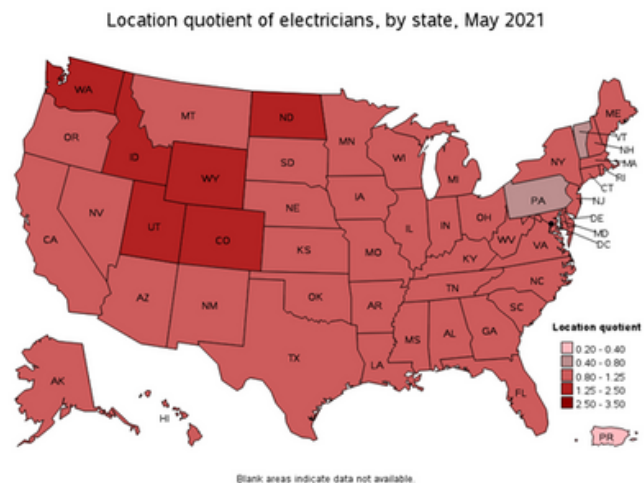 Location quotient of electricians, by state, May 2021
WA
MT
ND
MN
ME
OR
ID
SD
WI
VT
NH
WY
MI
NY
MA
RI
CT
NV
NE
IA
PA
NJ
UT
CO
IL
IN
OH
DE
CA
KS
MO
WV
VA
MD
DC
KY
AZ
NM
OK
AR
TN
NC
SC
MS
AL
GA
TX
LA
FL
AK
HI
Location quotient
0.20 - 0.40
0.40 - 0.80
0.80 - 1.25
1.25 - 2.50
2.50 - 3.50
PR
Blank areas indicate data not available.